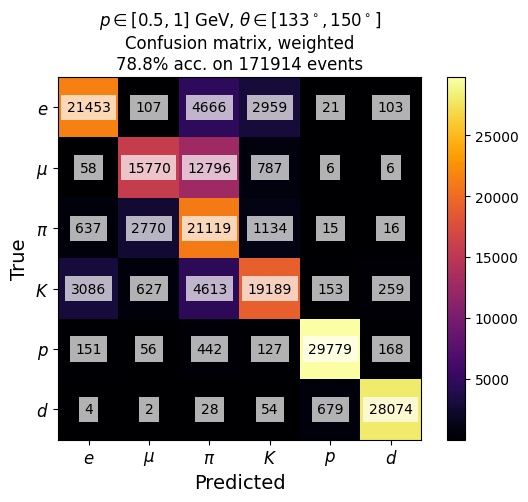 p ∈ [0.5, 1] GeV, θ ∈ [133°, 150°]
Confusion matrix, weighted
78.8% acc. on 171914 events
e 21453 107 4666 2959 21 103
μ 58 15770 12796 787 6 6
π 637 2770 21119 1134 15 16
K 3086 627 4613 19189 153 259
p 151 56 442 127 29779 168
d 4 2 28 54 679 28074
e μ π K p d
True
Predicted
25000
20000
15000
10000
5000